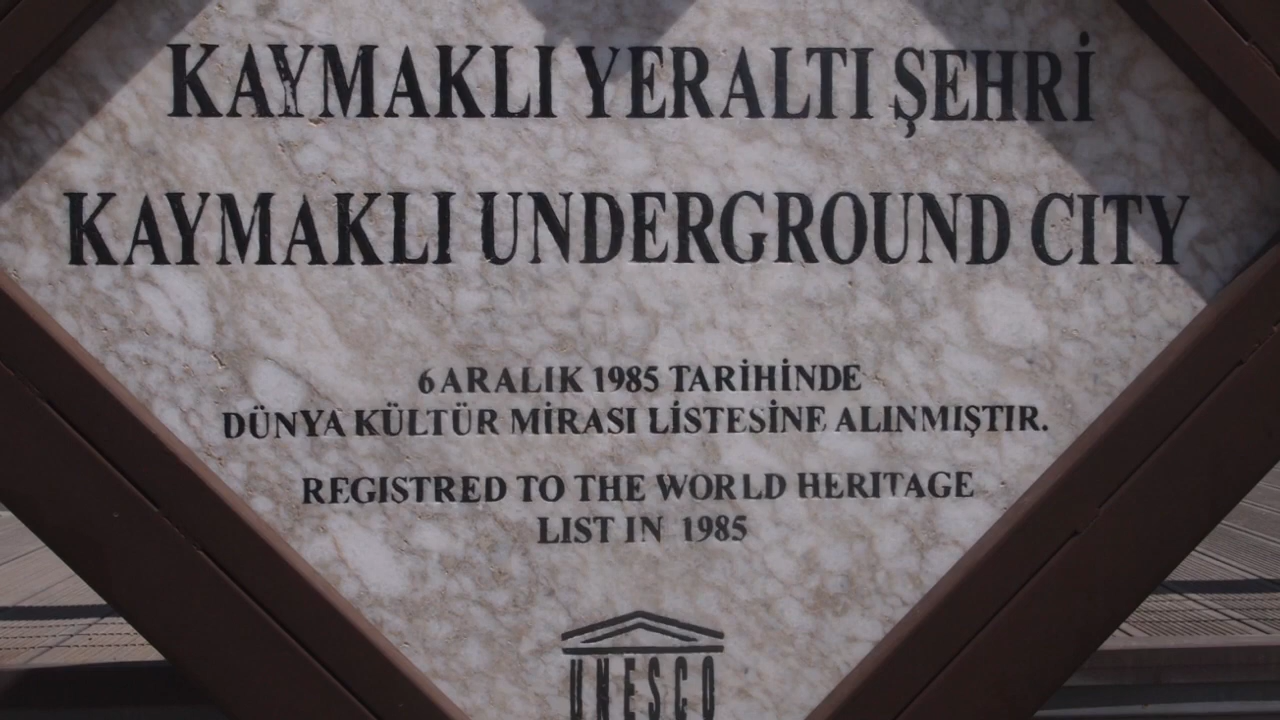 KAYMAKLI YERALTI ŞEHRİ
KAYMAKLI UNDERGROUND CITY
6 ARALIK 1985 TARİHİNDE
DÜNYA KÜLTÜR MİRASI LİSTESİNE ALINMIŞTIR.
REGISTRED TO THE WORLD HERITAGE
LIST IN 1985
UNESCO